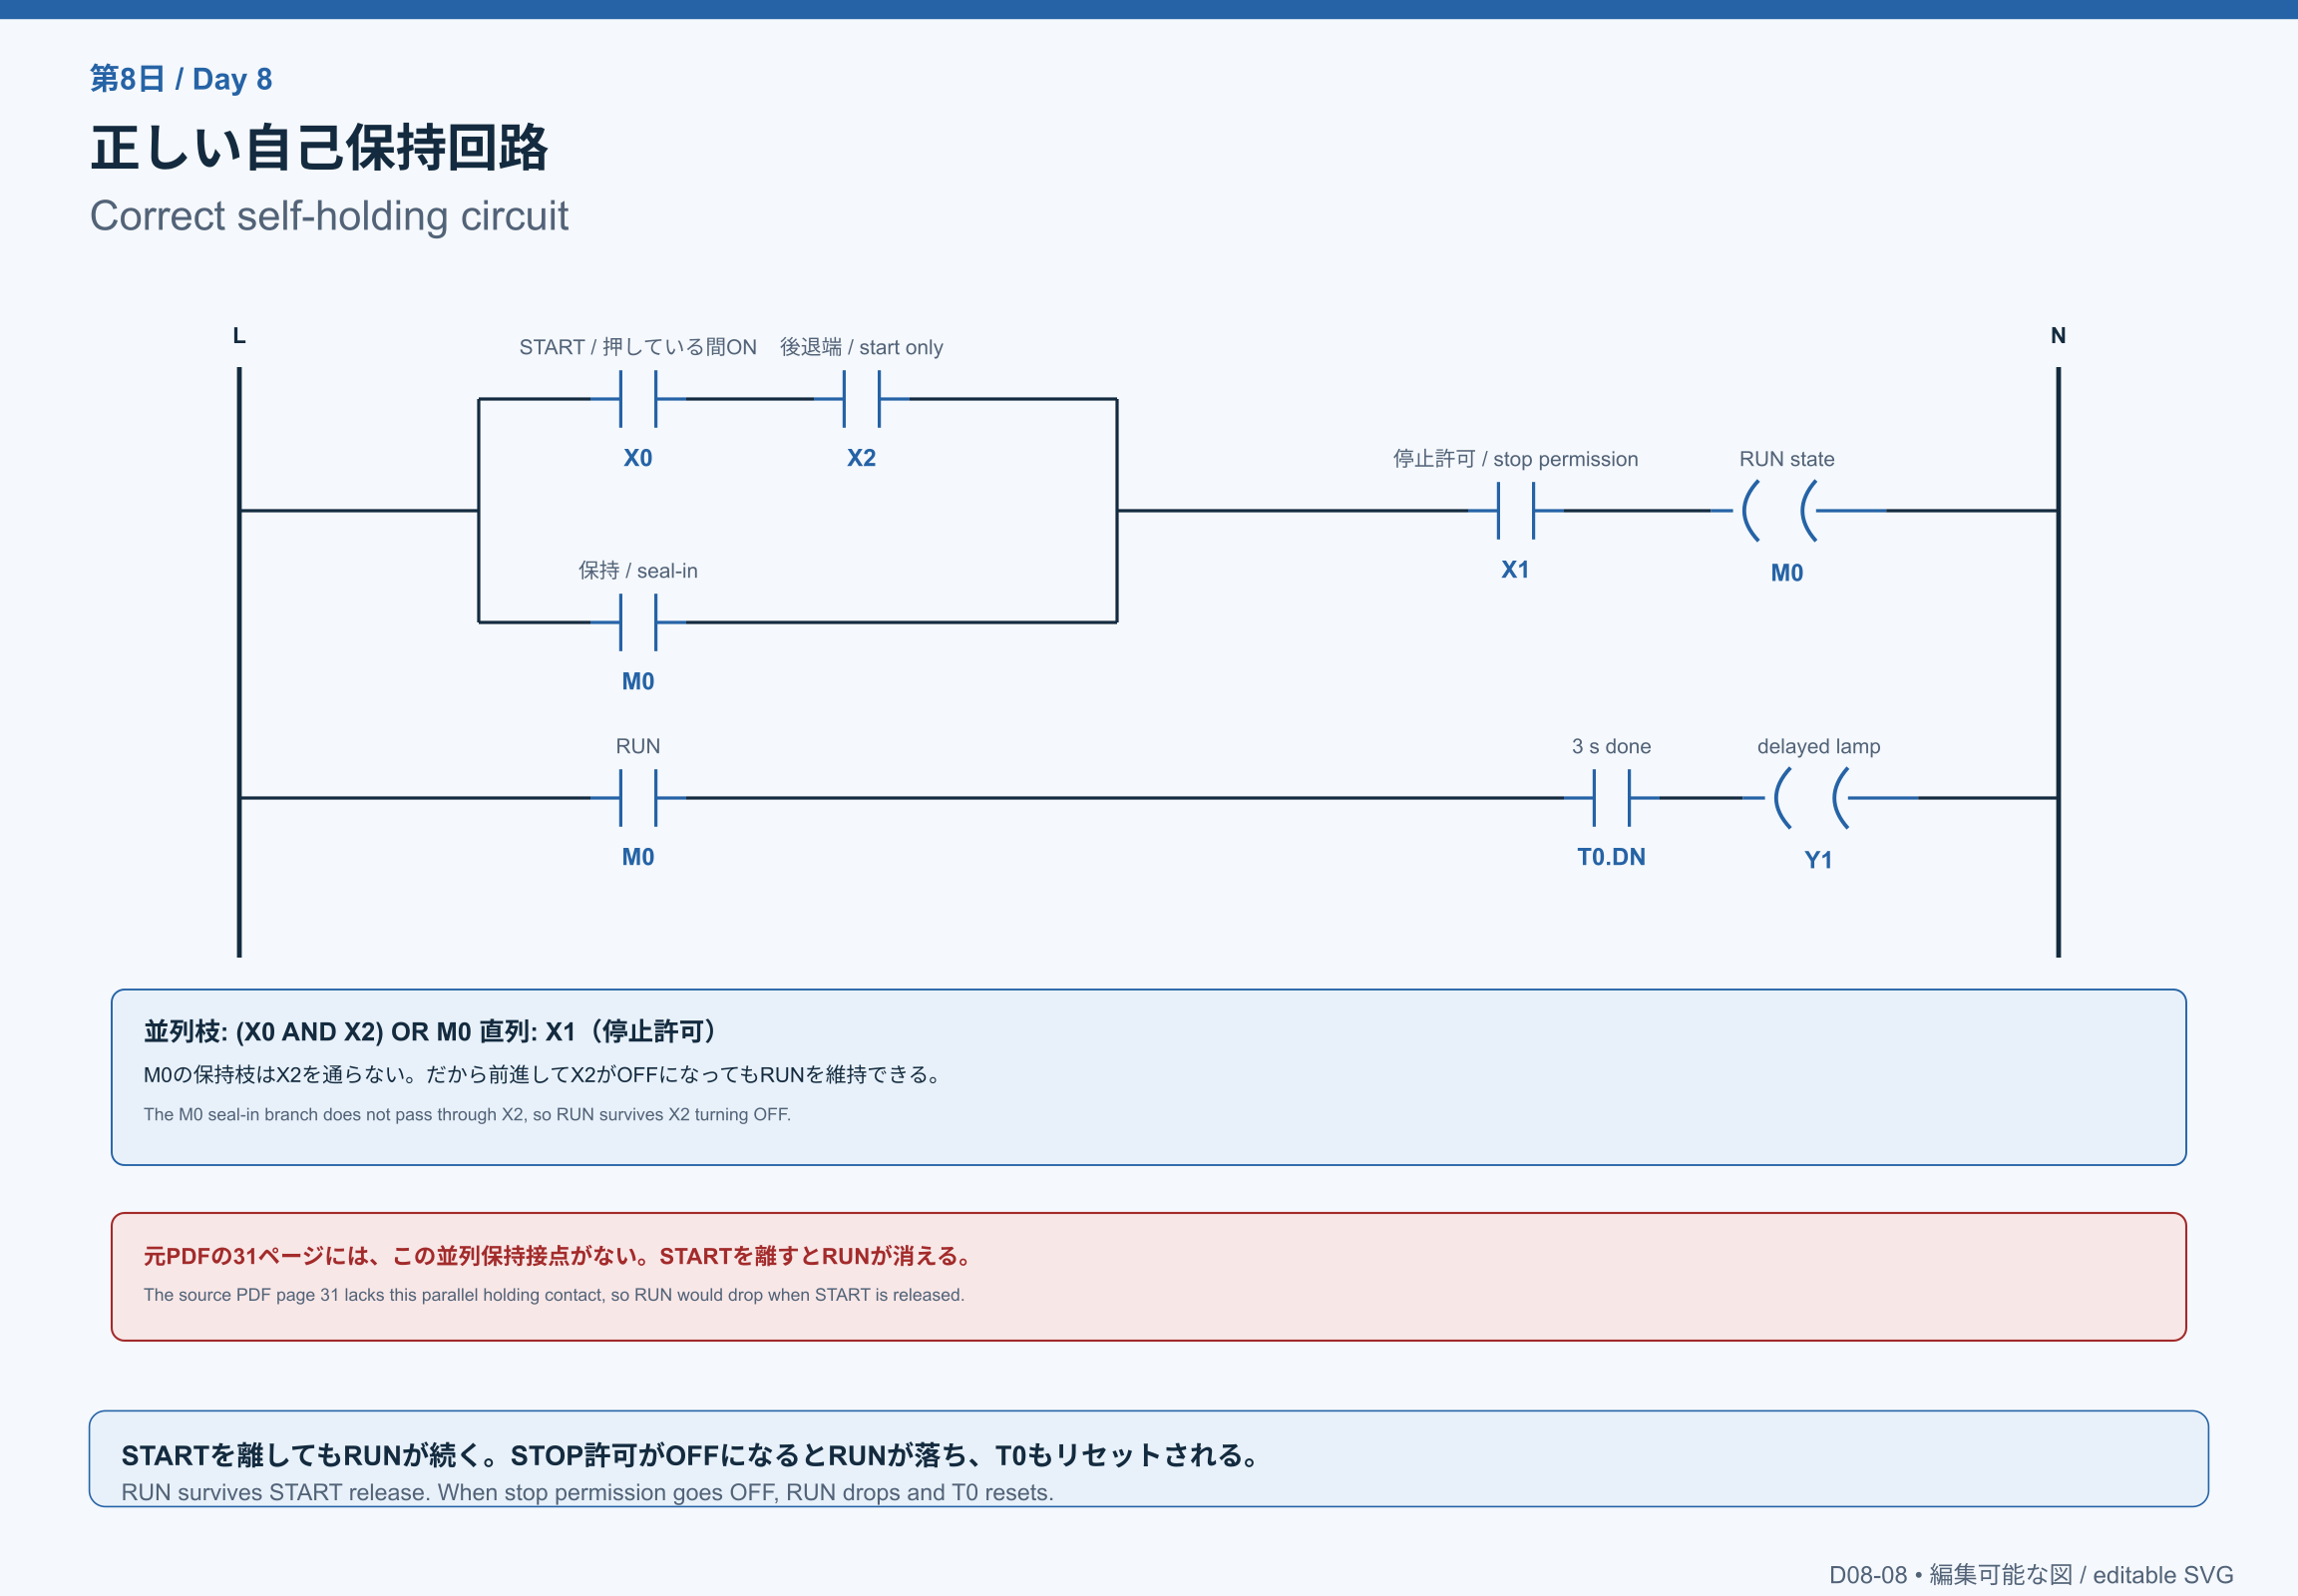 第8日 / Day 8
正しい自己保持回路
Correct self-holding circuit
L
N
START / 押している間ON
後退端 / start only
X0
X2
停止許可 / stop permission
RUN state
X1
M0
保持 / seal-in
M0
RUN
3 s done
delayed lamp
M0
T0.DN
Y1
並列枝: (X0 AND X2) OR M0 直列: X1（停止許可）
M0の保持枝はX2を通らない。だから前進してX2がOFFになってもRUNを維持できる。
The M0 seal-in branch does not pass through X2, so RUN survives X2 turning OFF.
元PDFの31ページには、この並列保持接点がない。STARTを離すとRUNが消える。
The source PDF page 31 lacks this parallel holding contact, so RUN would drop when START is released.
STARTを離してもRUNが続く。STOP許可がOFFになるとRUNが落ち、T0もリセットされる。
RUN survives START release. When stop permission goes OFF, RUN drops and T0 resets.
D08-08 • 編集可能な図 / editable SVG